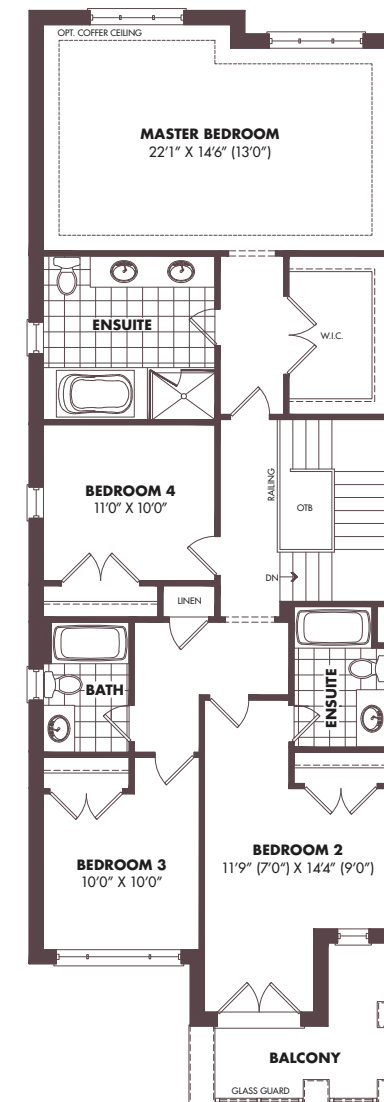 OPT. COFFER CEILING
MASTER BEDROOM
22'1" X 14'6" (13'0")
ENSUITE
W.I.C.
BEDROOM 4
11'0" X 10'0"
RAILING
OTB
DN
LINEN
BATH
ENSUITE
BEDROOM 3
10'0" X 10'0"
BEDROOM 2
11'9" (7'0") X 14'4" (9'0")
BALCONY
GLASS GUARD